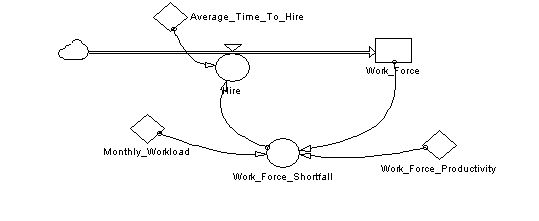 Average_Time_To_Hire
Work_Force
Hire
Monthly_Workload
Work_Force_Shortfall
Work_Force_Productivity